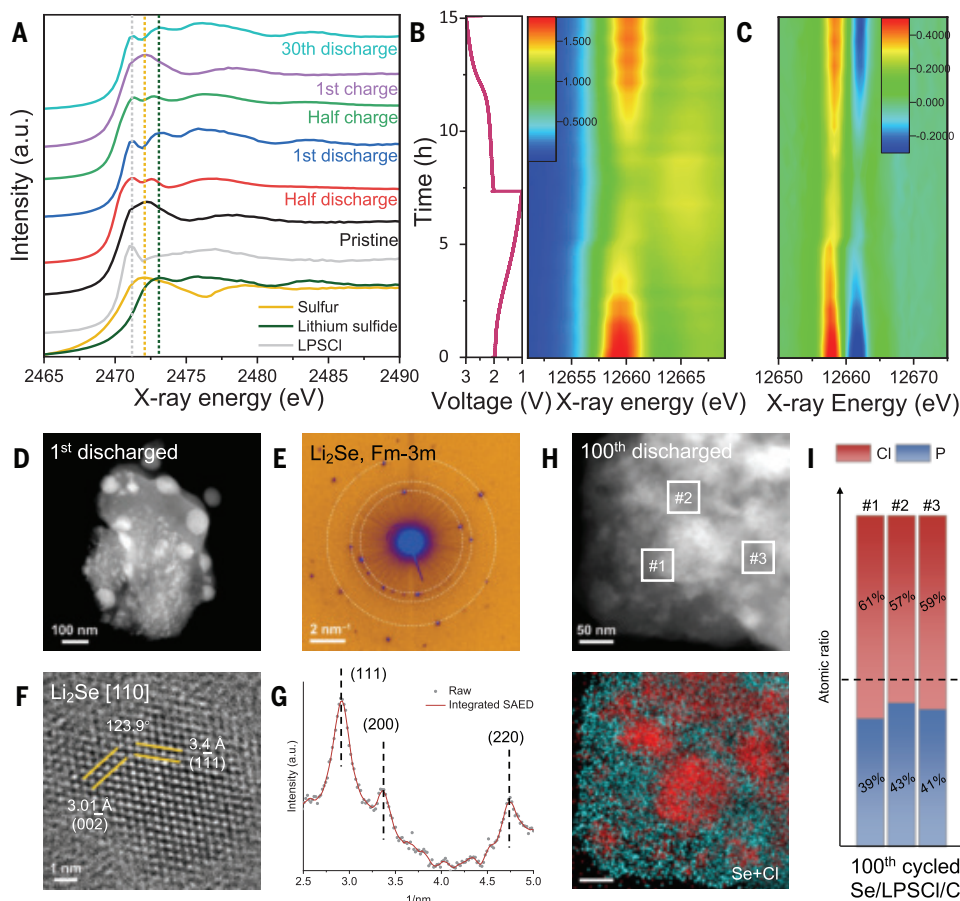 A
Intensity (a.u.)
30th discharge
1st charge
Half charge
1st discharge
Half discharge
Pristine
Sulfur
Lithium sulfide
LPSCl
2465 2470 2475 2480 2485 2490
X-ray energy (eV)
B
Time (h)
15
10
5
0
3 2 1
Voltage (V)
1.500
1.000
0.5000
12655 12660 12665
X-ray energy (eV)
C
0.4000
0.2000
0.000
-0.2000
12650 12660 12670
X-ray Energy (eV)
D
1st discharged
100 nm
E
Li2Se, Fm-3m
2 nm-1
H
100th discharged
#2
#1
#3
50 nm
Se+Cl
I
Cl P
#1 #2 #3
61% 57% 59%
39% 43% 41%
Atomic ratio
100th cycled
Se/LPSCl/C
F
Li2Se [110]
123.9°
3.4 Å
(111)
3.01 Å
(002)
1 nm
G
(111)
(200)
(220)
Raw
Integrated SAED
Intensity (a.u.)
2.5 3.0 3.5 4.0 4.5 5.0
1/nm